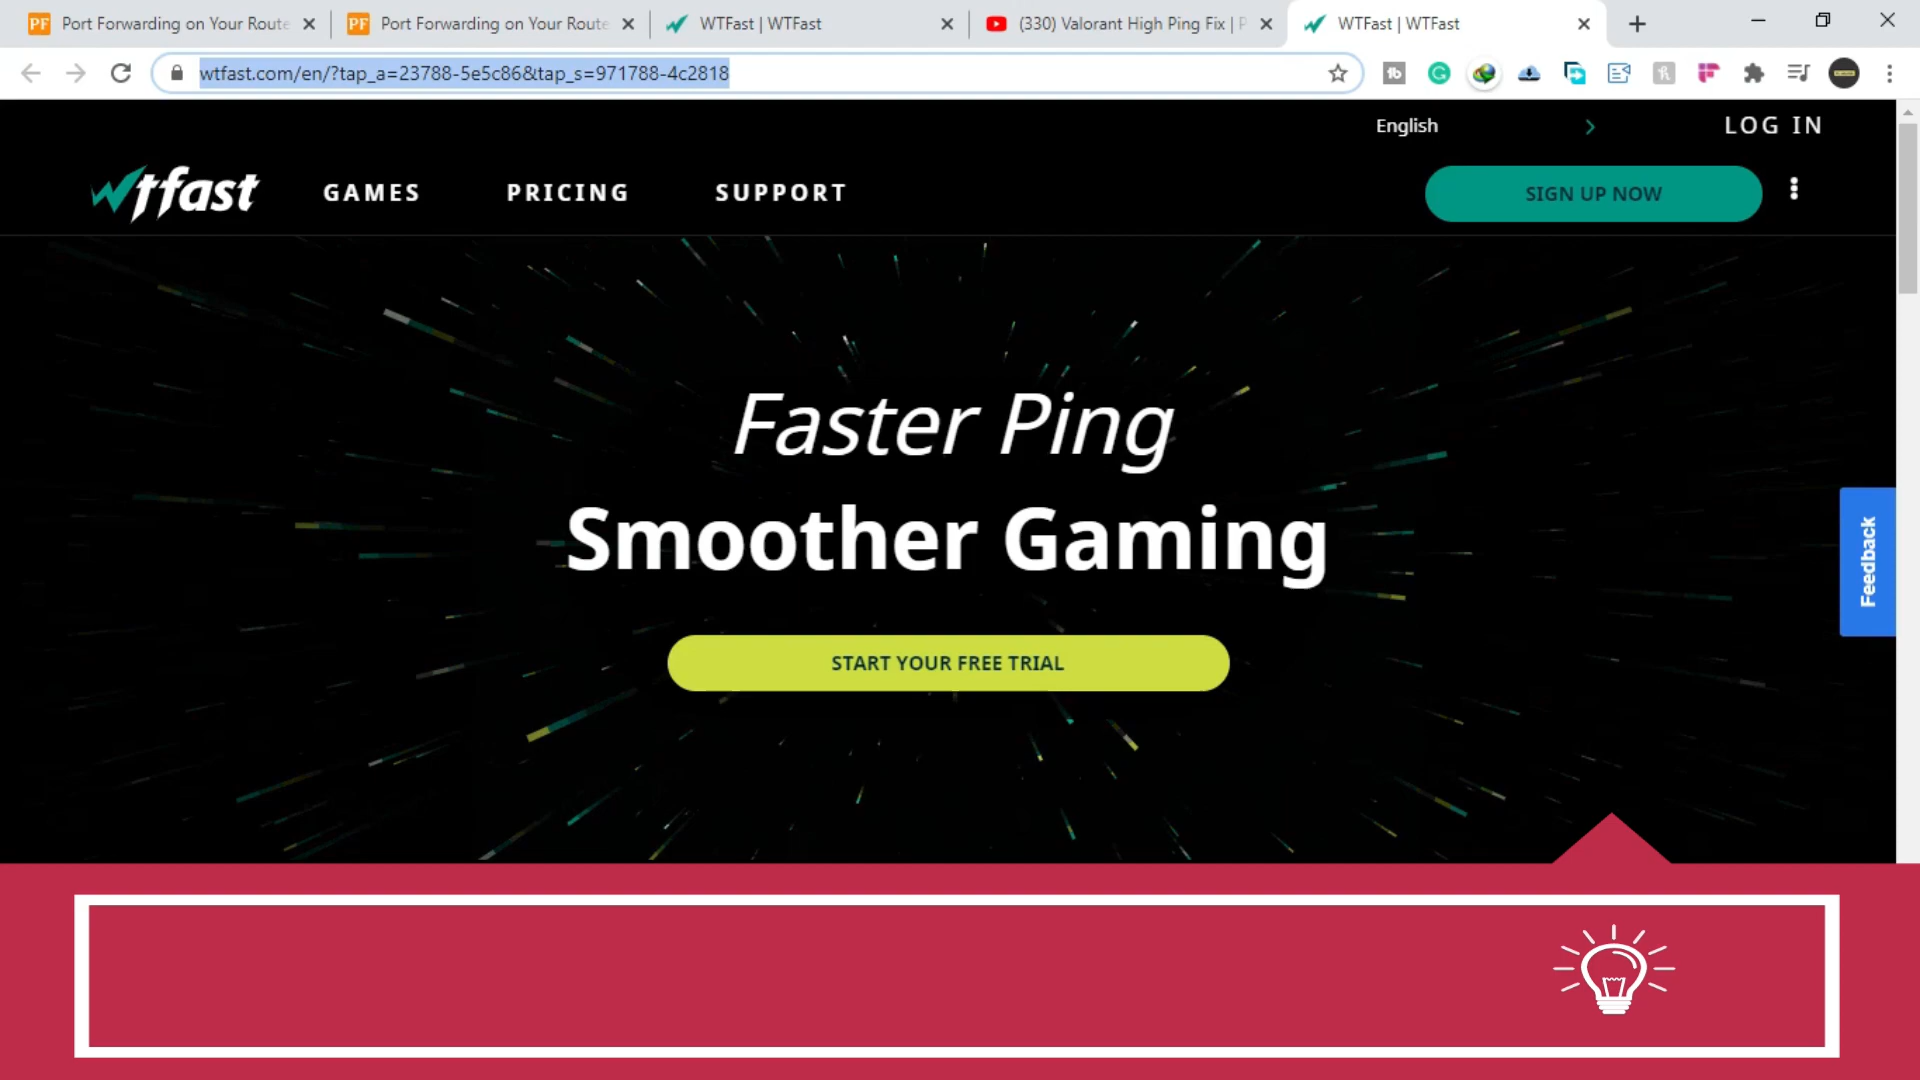 PF Port Forwarding on Your Route
PF Port Forwarding on Your Route
WTFast | WTFast
(330) Valorant High Ping Fix | P
WTFast | WTFast
wtfast.com/en/?tap_a=23788-5e5c86&tap_s=971788-4c2818
English
LOG IN
wtfast
GAMES
PRICING
SUPPORT
SIGN UP NOW
Faster Ping
Smoother Gaming
START YOUR FREE TRIAL
Feedback